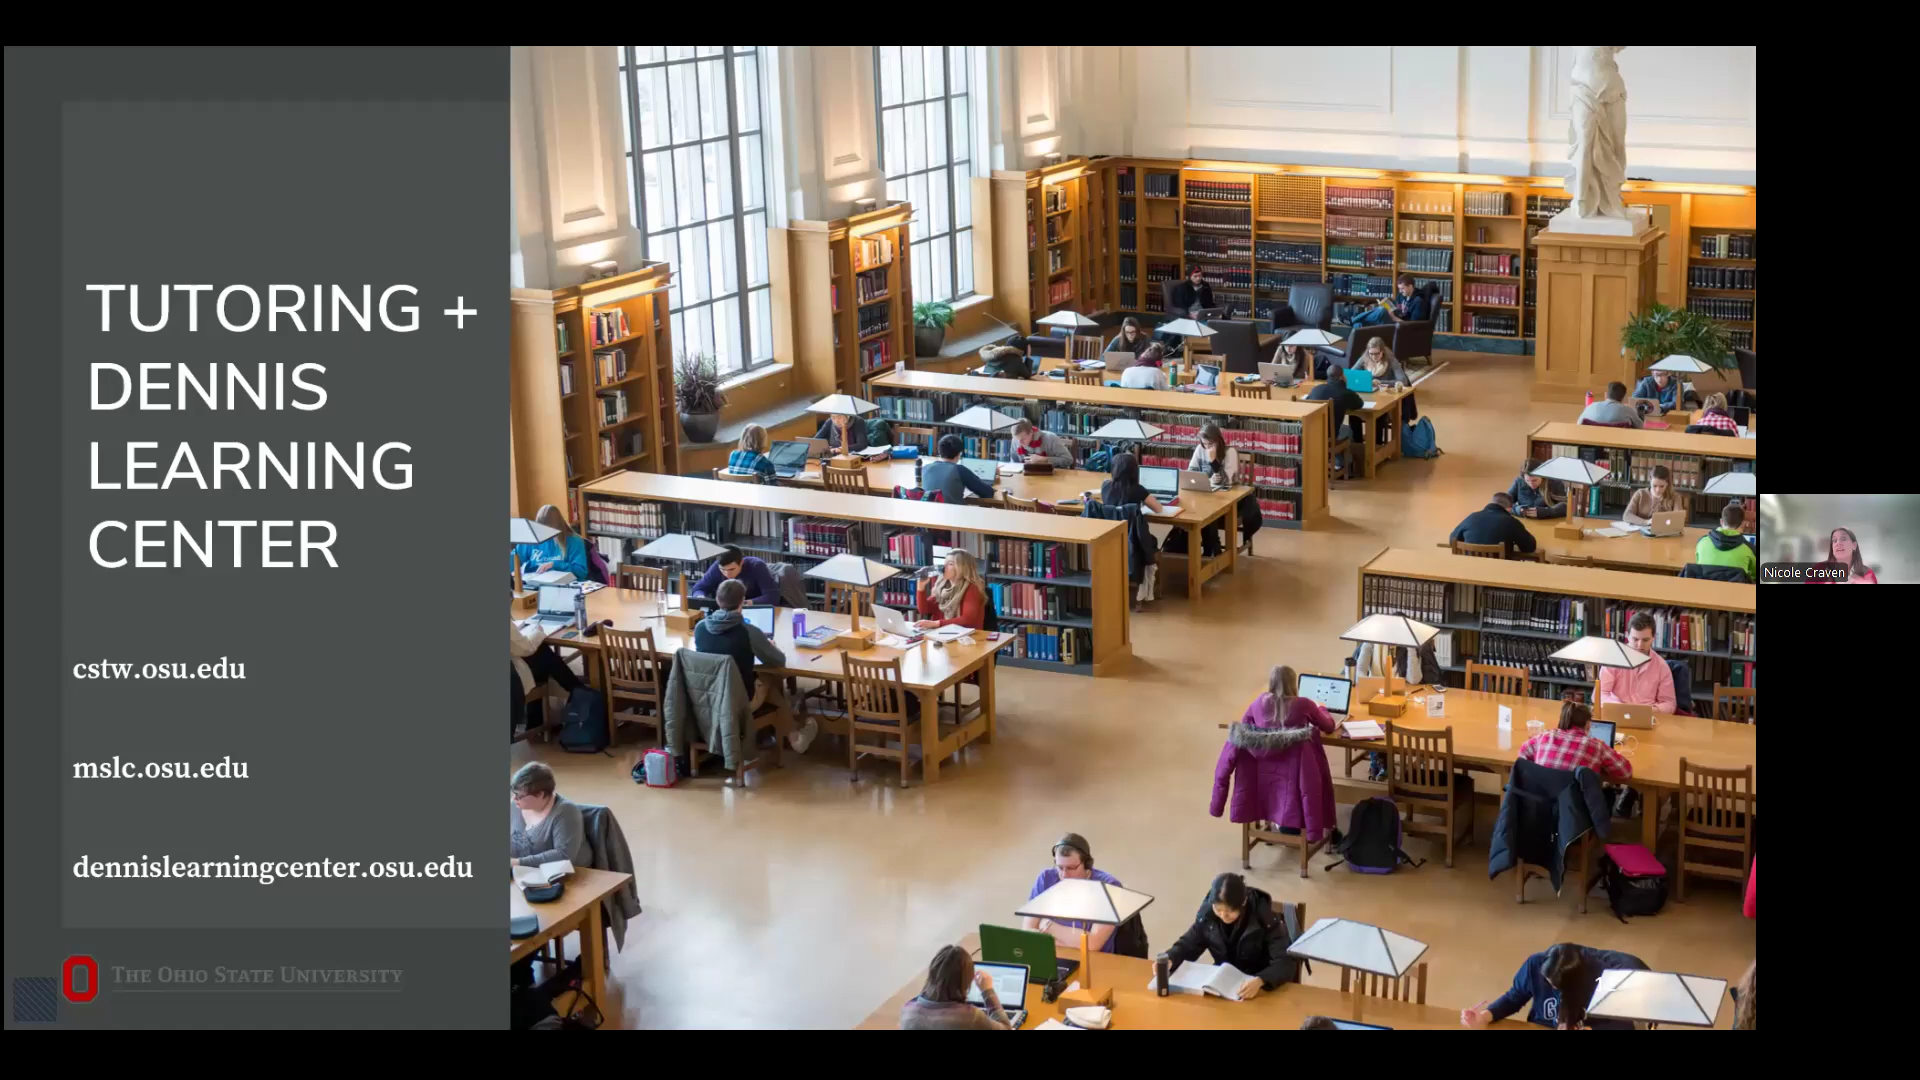 TUTORING +
DENNIS
LEARNING
CENTER
cstw.osu.edu
mslc.osu.edu
dennislearningcenter.osu.edu
THE OHIO STATE UNIVERSITY
Nicole Craven